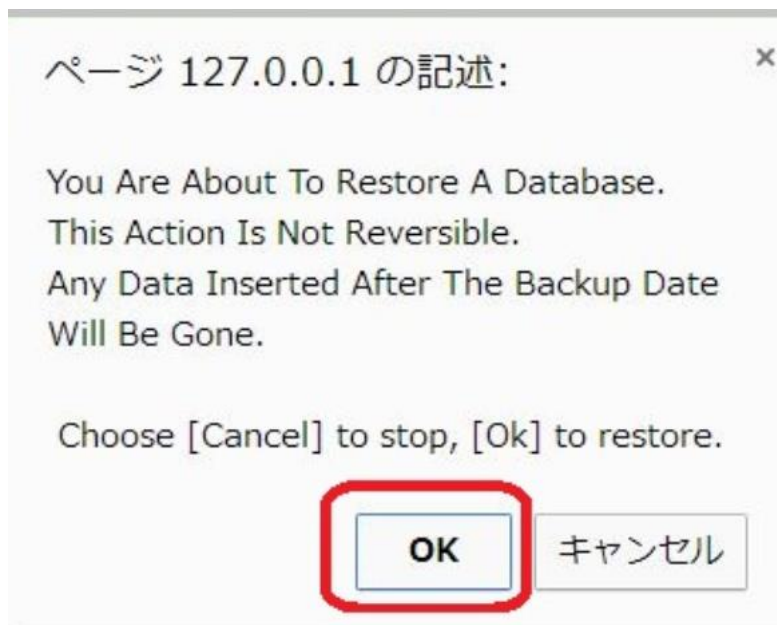 ページ 127.0.0.1 の記述:
×
You Are About To Restore A Database.
This Action Is Not Reversible.
Any Data Inserted After The Backup Date
Will Be Gone.
Choose [Cancel] to stop, [Ok] to restore.
OK
キャンセル